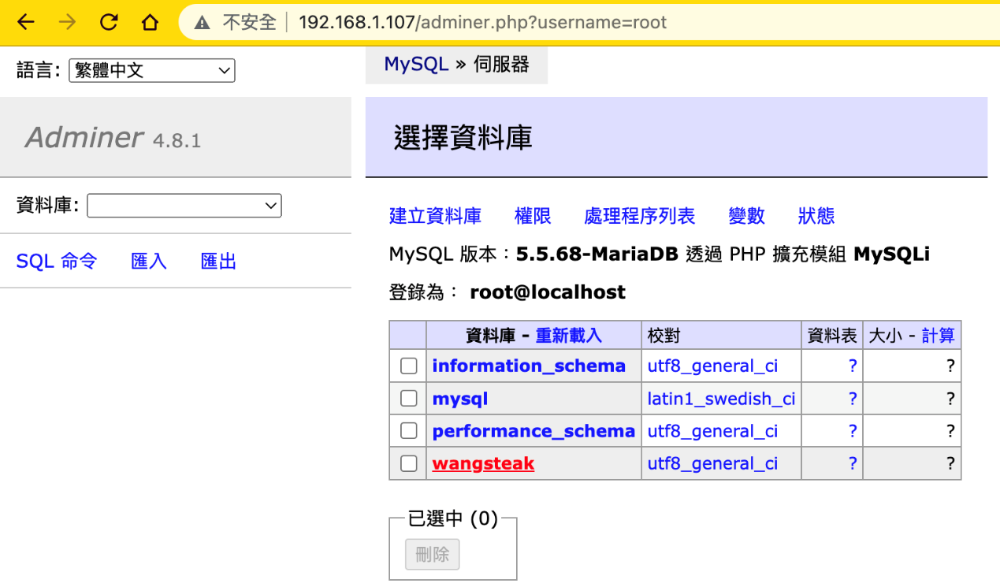 不安全 192.168.1.107/adminer.php?username=root
語言: 繁體中文
MySQL » 伺服器
Adminer 4.8.1
選擇資料庫
資料庫:
SQL 命令 匯入 匯出
建立資料庫 權限 處理程序列表 變數 狀態
MySQL 版本：5.5.68-MariaDB 透過 PHP 擴充模組 MySQLi
登錄為： root@localhost
資料庫 - 重新載入 校對 資料表 大小 - 計算
information_schema utf8_general_ci ? ?
mysql latin1_swedish_ci ? ?
performance_schema utf8_general_ci ? ?
wangsteak utf8_general_ci ? ?
已選中 (0)
刪除